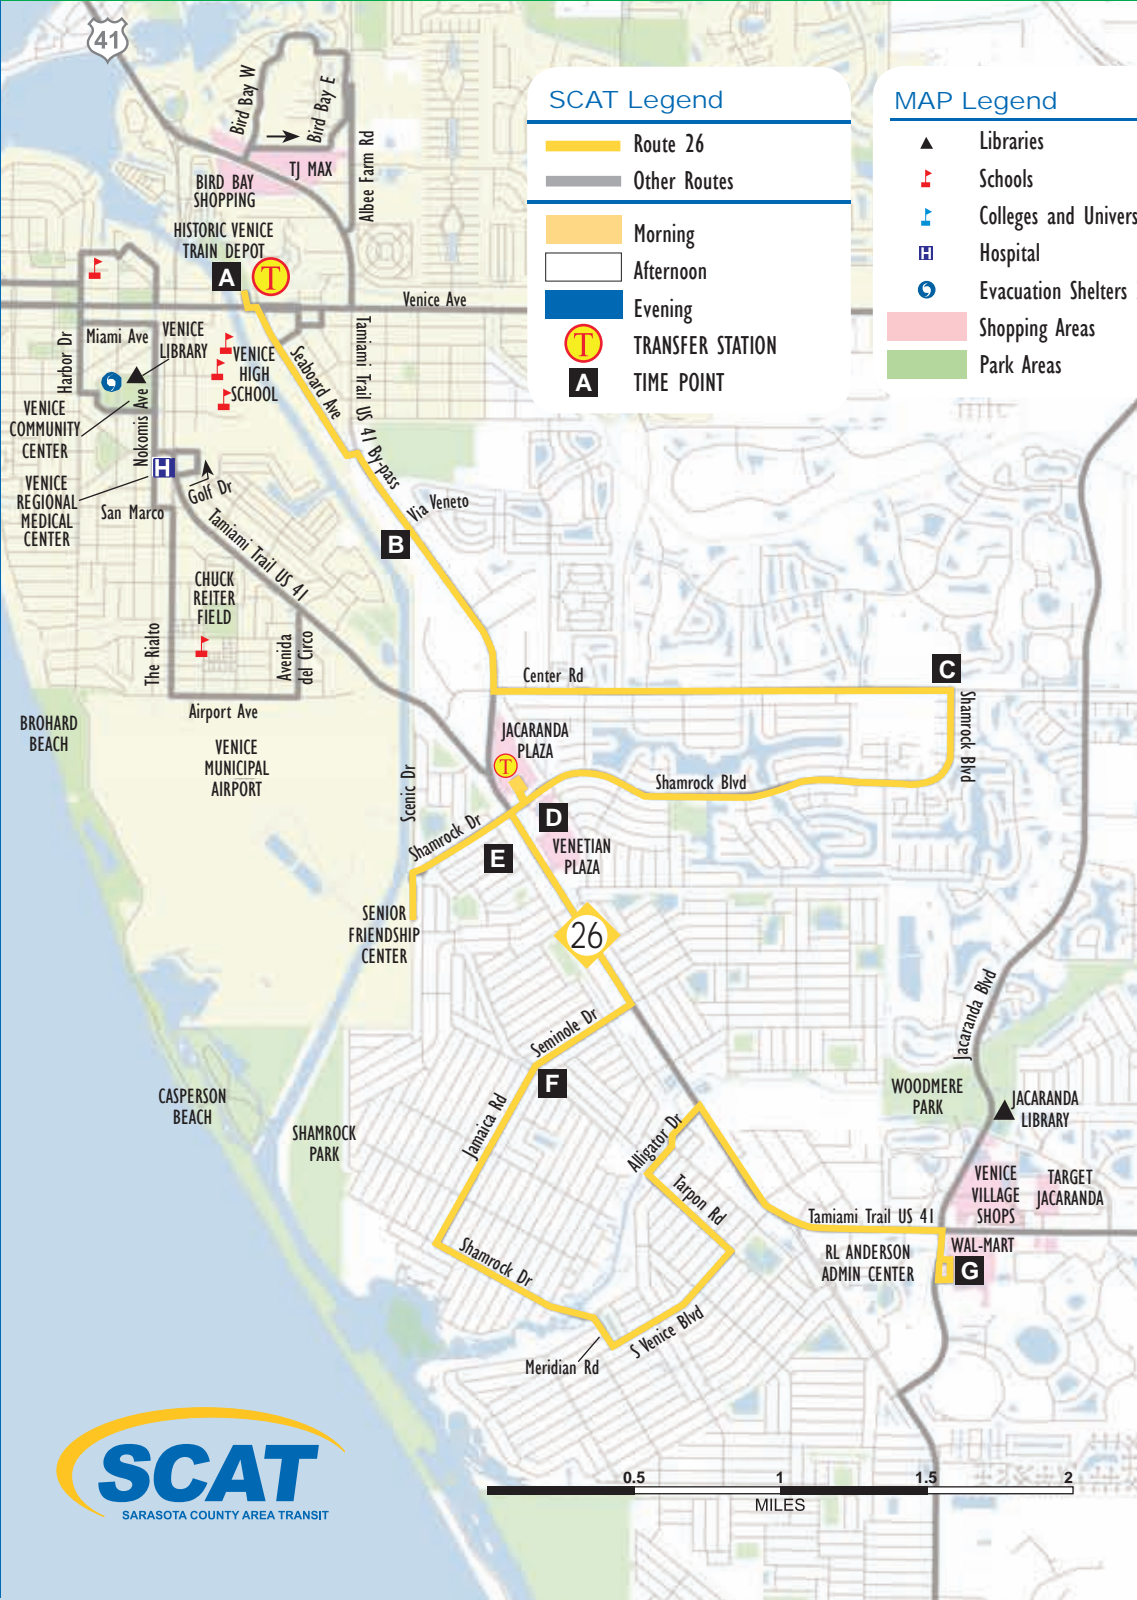 41
Bird Bay W
Bird Bay E
TJ MAX
BIRD BAY
SHOPPING
Albee Farm Rd
HISTORIC VENICE
TRAIN DEPOT
A
T
Venice Ave
SCAT Legend
Route 26
Other Routes
Morning
Afternoon
Evening
T
TRANSFER STATION
A
TIME POINT
MAP Legend
Libraries
Schools
Colleges and Univers
H
Hospital
Evacuation Shelters
Shopping Areas
Park Areas
Harbor Dr
Miami Ave
VENICE
LIBRARY
VENICE
HIGH
SCHOOL
Seaboard Ave
Tamiami Trail US 41 By-pass
VENICE
COMMUNITY
CENTER
Nokomis Ave
H
VENICE
REGIONAL
MEDICAL
CENTER
Golf Dr
San Marco
Tamiami Trail US 41
Via Veneto
B
CHUCK
REITER
FIELD
The Rialto
Avenida
del Circo
Airport Ave
Center Rd
C
Shamrock Blvd
BROHARD
BEACH
VENICE
MUNICIPAL
AIRPORT
JACARANDA
PLAZA
T
Scenic Dr
Shamrock Blvd
Shamrock Dr
D
E
VENETIAN
PLAZA
SENIOR
FRIENDSHIP
CENTER
26
Seminole Dr
F
Jacaranda Blvd
CASPERSON
BEACH
SHAMROCK
PARK
Jamaica Rd
Alligator Dr
Tarpon Rd
WOODMERE
PARK
JACARANDA
LIBRARY
VENICE
VILLAGE
SHOPS
TARGET
JACARANDA
Tamiami Trail US 41
WAL-MART
G
RL ANDERSON
ADMIN CENTER
Shamrock Dr
S Venice Blvd
Meridian Rd
SCAT
SARASOTA COUNTY AREA TRANSIT
0.5
1
1.5
2
MILES